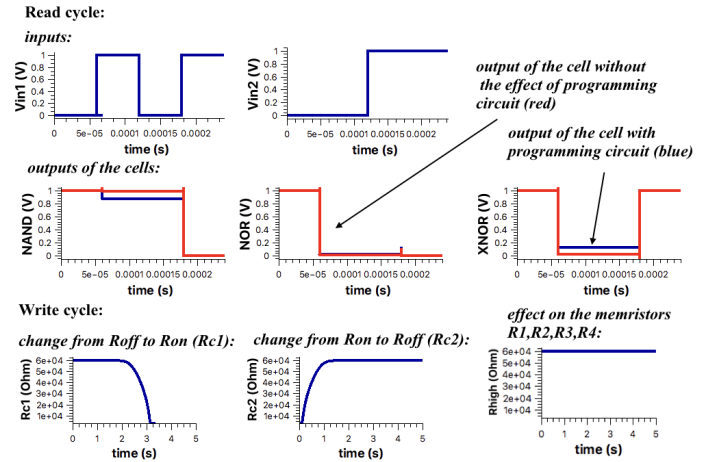 Read cycle:
inputs:
Vin1 (V)
1
0.8
0.6
0.4
0.2
0
0 5e-05 0.0001 0.00015 0.0002
time (s)
Vin2 (V)
1
0.8
0.6
0.4
0.2
0
0 5e-05 0.0001 0.00015 0.0002
time (s)
output of the cell without
the effect of programming
circuit (red)
output of the cell with
programming circuit (blue)
outputs of the cells:
NAND (V)
1
0.8
0.6
0.4
0.2
0
0 5e-05 0.0001 0.00015 0.0002
time (s)
NOR (V)
1
0.8
0.6
0.4
0.2
0
0 5e-05 0.0001 0.00015 0.0002
time (s)
XNOR (V)
1
0.8
0.6
0.4
0.2
0
0 5e-05 0.0001 0.00015 0.0002
time (s)
Write cycle:
change from Roff to Ron (Rc1):
Rc1 (Ohm)
6e+04
5e+04
4e+04
3e+04
2e+04
1e+04
0 1 2 3 4 5
time (s)
change from Ron to Roff (Rc2):
Rc2 (Ohm)
6e+04
5e+04
4e+04
3e+04
2e+04
1e+04
0 1 2 3 4 5
time (s)
effect on the memristors
R1,R2,R3,R4:
Rhigh (Ohm)
6e+04
5e+04
4e+04
3e+04
2e+04
1e+04
0 1 2 3 4 5
time (s)